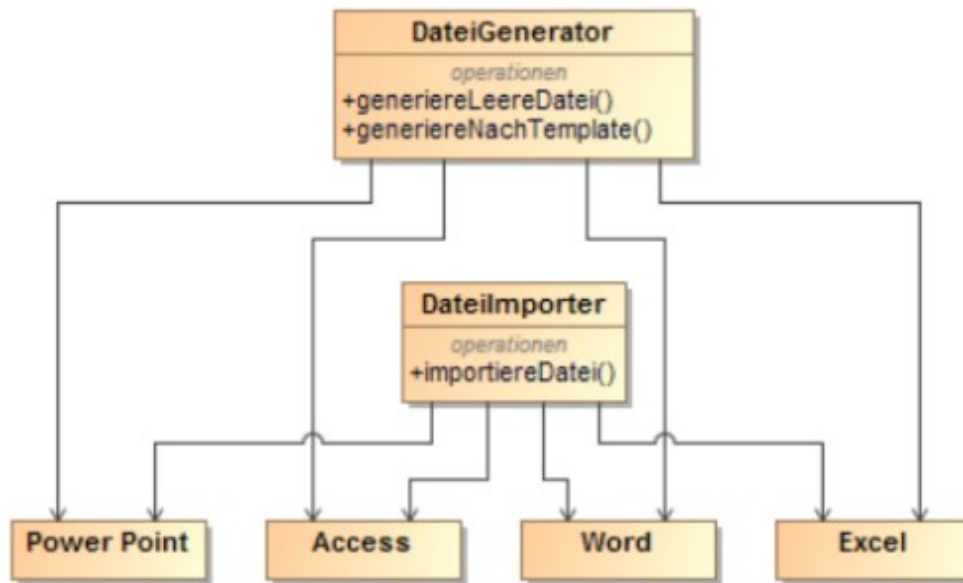 DateiGenerator
operationen
+generiereLeereDatei()
+generiereNachTemplate()
DateiImporter
operationen
+importiereDatei()
Power Point
Access
Word
Excel